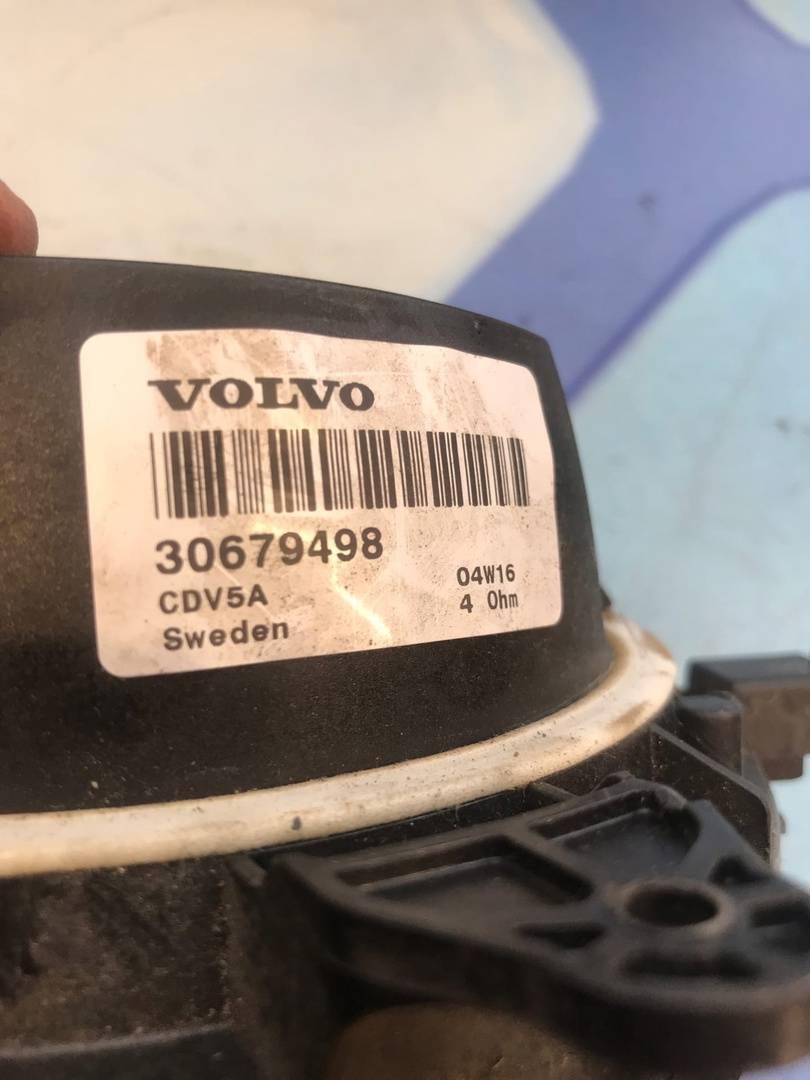 VOLVO
30679498
CDV5A
04W16
Sweden
4 Ohm